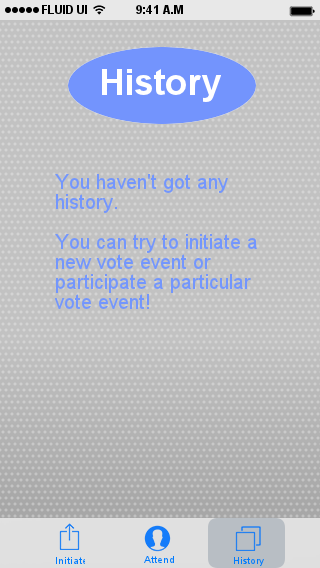 FLUID UI 9:41 A.M
History
You haven't got any
history.
You can try to initiate a
new vote event or
participate a particular
vote event!
Initiate Attend History